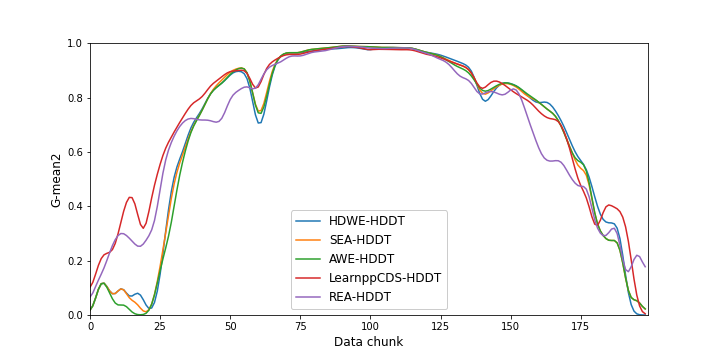 1.0
0.8
0.6
0.4
0.2
0.0
G-mean2
HDWE-HDDT
SEA-HDDT
AWE-HDDT
LearnppCDS-HDDT
REA-HDDT
0 25 50 75 100 125 150 175
Data chunk